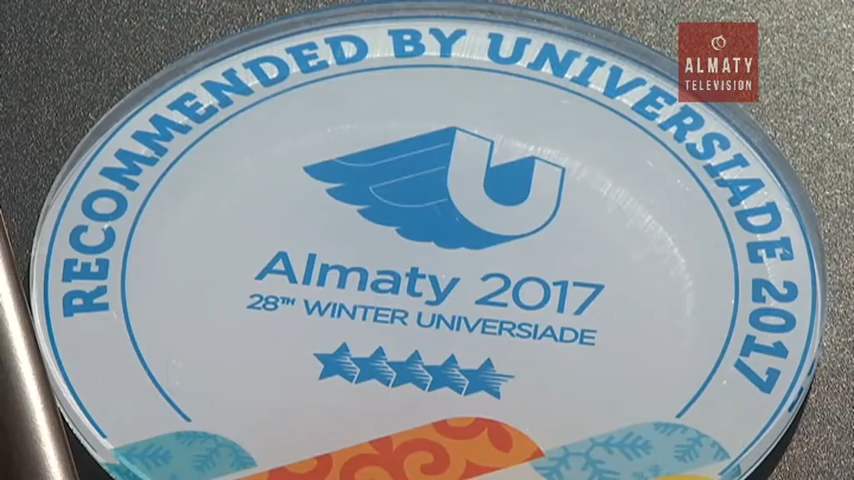 RECOMMENDED BY UNIVERSIADE 2017
U
Almaty 2017
28TH WINTER UNIVERSIADE
ALMATY
TELEVISION